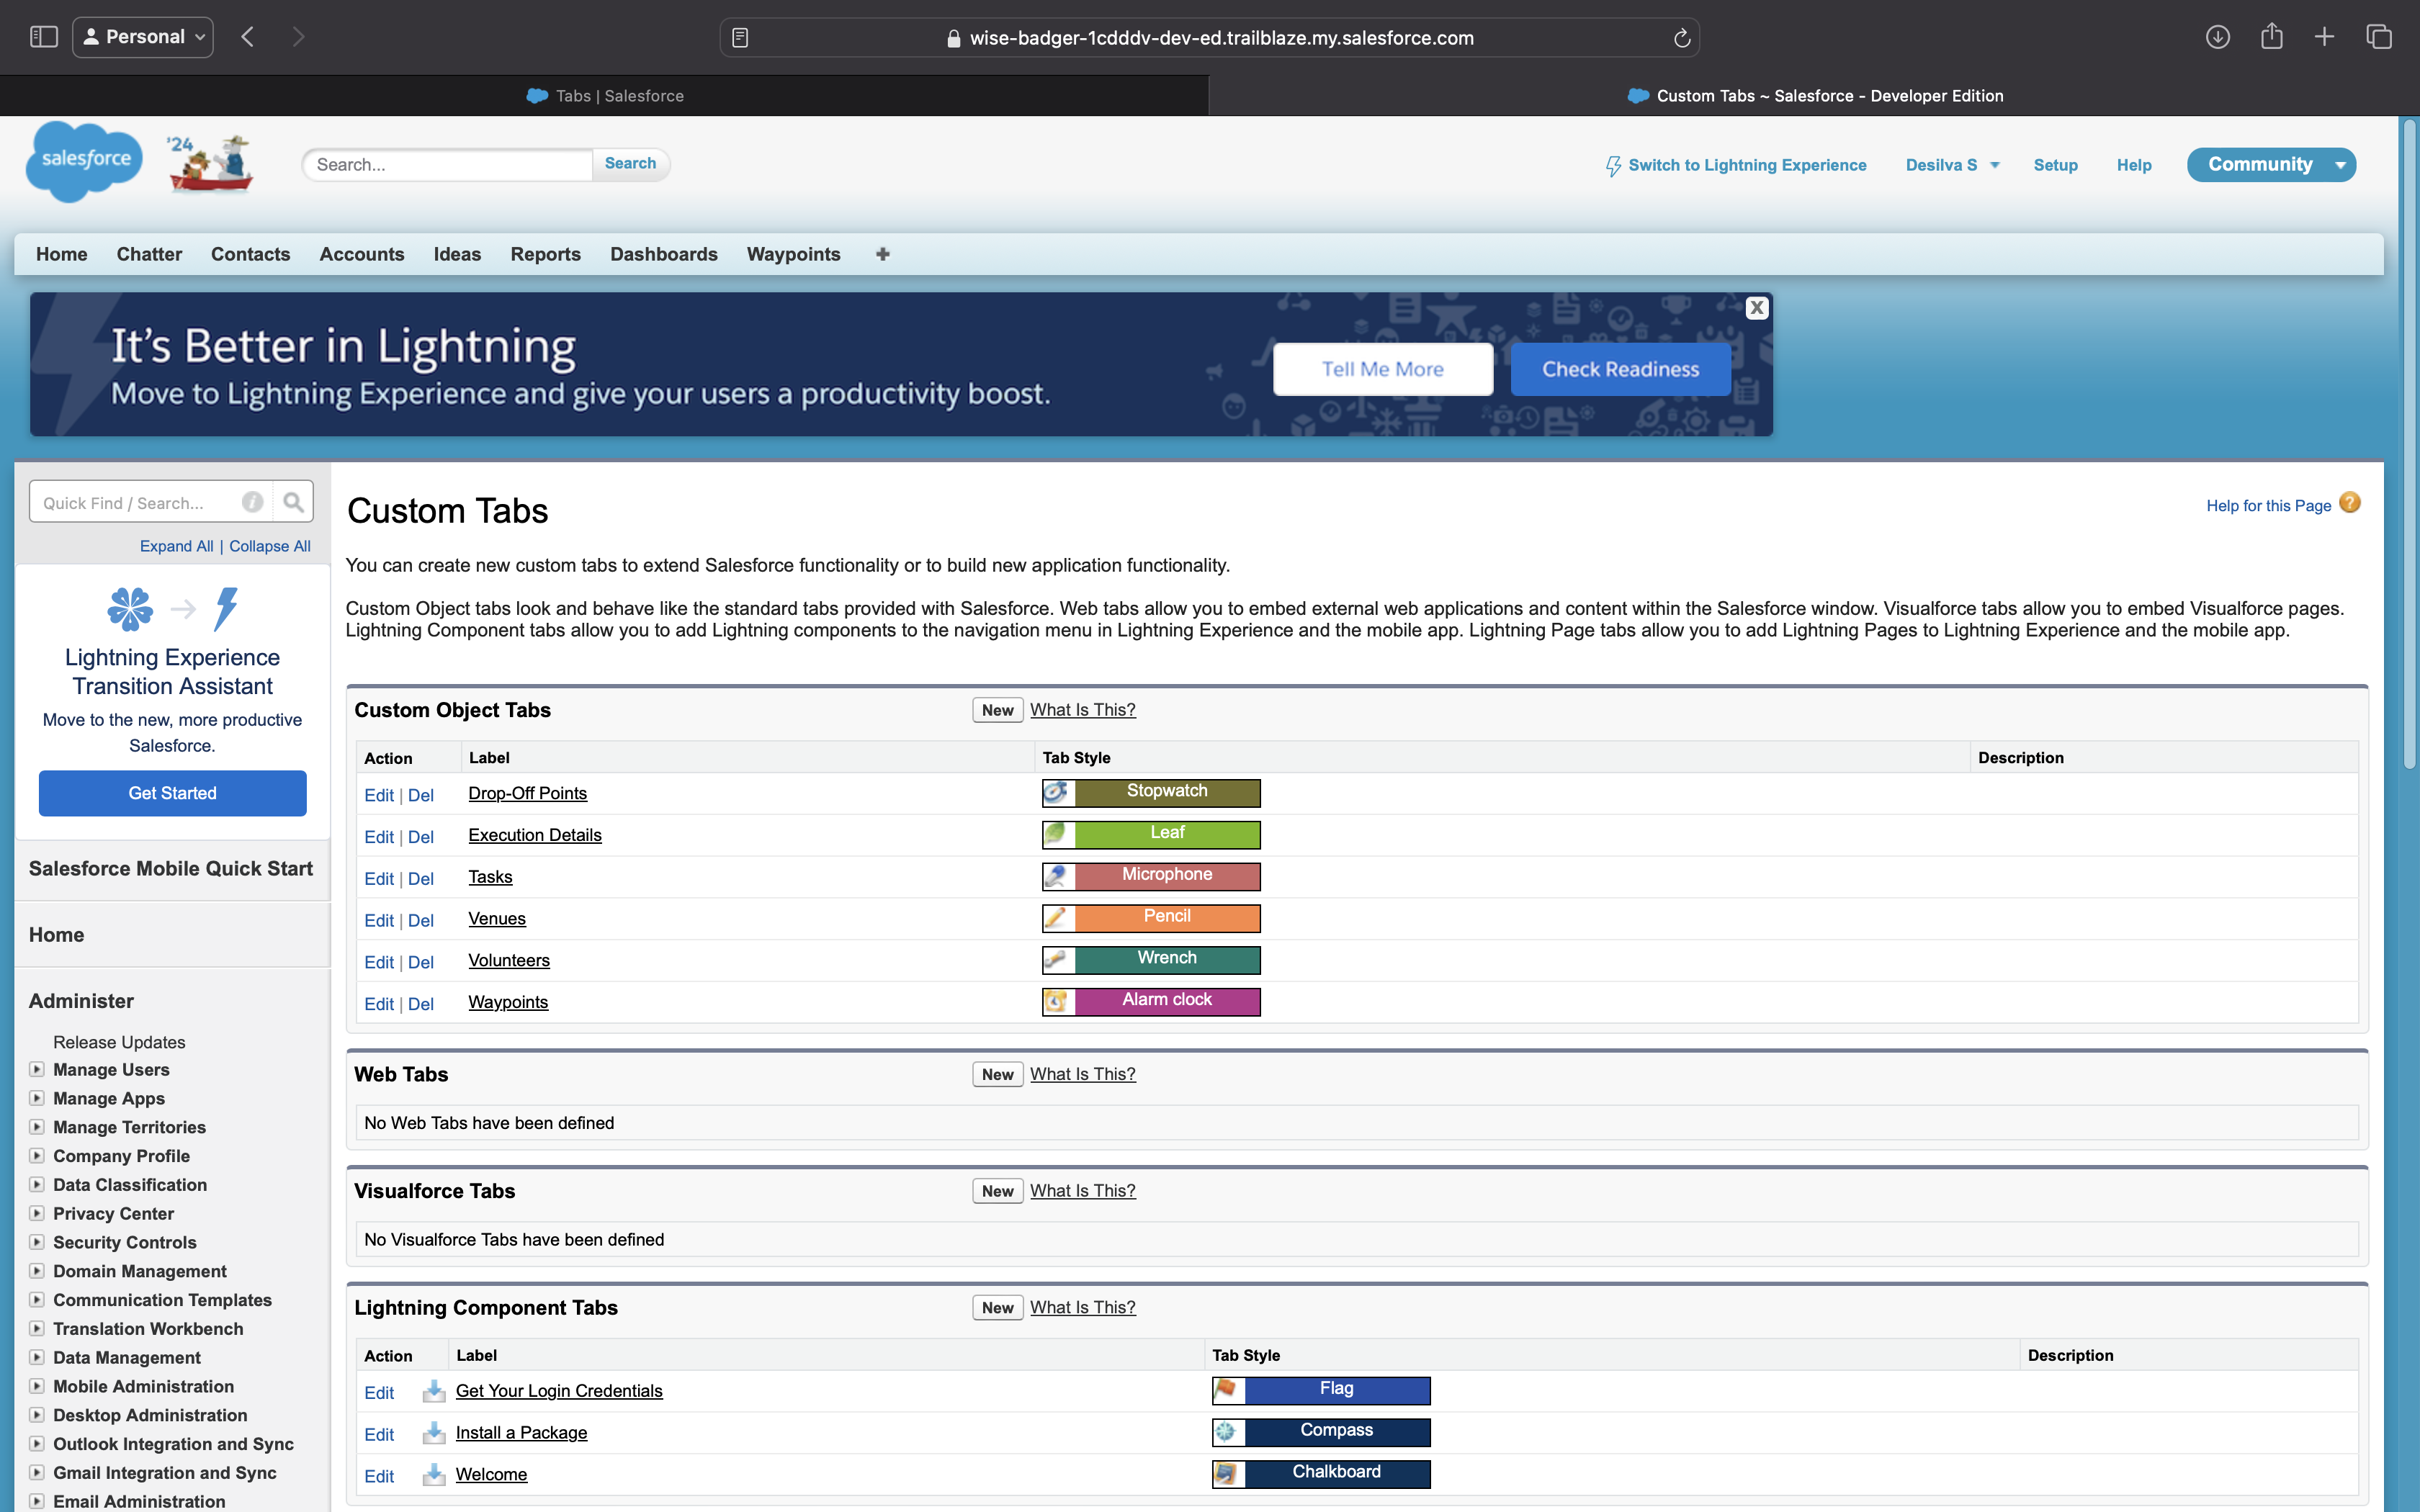 Personal
wise-badger-1cdddv-dev-ed.trailblaze.my.salesforce.com
Tabs | Salesforce
Custom Tabs ~ Salesforce - Developer Edition
salesforce
'24
Search...
Search
Switch to Lightning Experience
Desilva S
Setup
Help
Community
Home
Chatter
Contacts
Accounts
Ideas
Reports
Dashboards
Waypoints
It's Better in Lightning
Move to Lightning Experience and give your users a productivity boost.
Tell Me More
Check Readiness
X
Quick Find / Search...
Expand All | Collapse All
Lightning Experience
Transition Assistant
Move to the new, more productive
Salesforce.
Get Started
Salesforce Mobile Quick Start
Home
Administer
Release Updates
Manage Users
Manage Apps
Manage Territories
Company Profile
Data Classification
Privacy Center
Security Controls
Domain Management
Communication Templates
Translation Workbench
Data Management
Mobile Administration
Desktop Administration
Outlook Integration and Sync
Gmail Integration and Sync
Email Administration
Custom Tabs
Help for this Page ?
You can create new custom tabs to extend Salesforce functionality or to build new application functionality.
Custom Object tabs look and behave like the standard tabs provided with Salesforce. Web tabs allow you to embed external web applications and content within the Salesforce window. Visualforce tabs allow you to embed Visualforce pages.
Lightning Component tabs allow you to add Lightning components to the navigation menu in Lightning Experience and the mobile app. Lightning Page tabs allow you to add Lightning Pages to Lightning Experience and the mobile app.
Custom Object Tabs New What Is This?
Action Label Tab Style Description
Edit | Del Drop-Off Points Stopwatch
Edit | Del Execution Details Leaf
Edit | Del Tasks Microphone
Edit | Del Venues Pencil
Edit | Del Volunteers Wrench
Edit | Del Waypoints Alarm clock
Web Tabs New What Is This?
No Web Tabs have been defined
Visualforce Tabs New What Is This?
No Visualforce Tabs have been defined
Lightning Component Tabs New What Is This?
Action Label Tab Style Description
Edit Get Your Login Credentials Flag
Edit Install a Package Compass
Edit Welcome Chalkboard